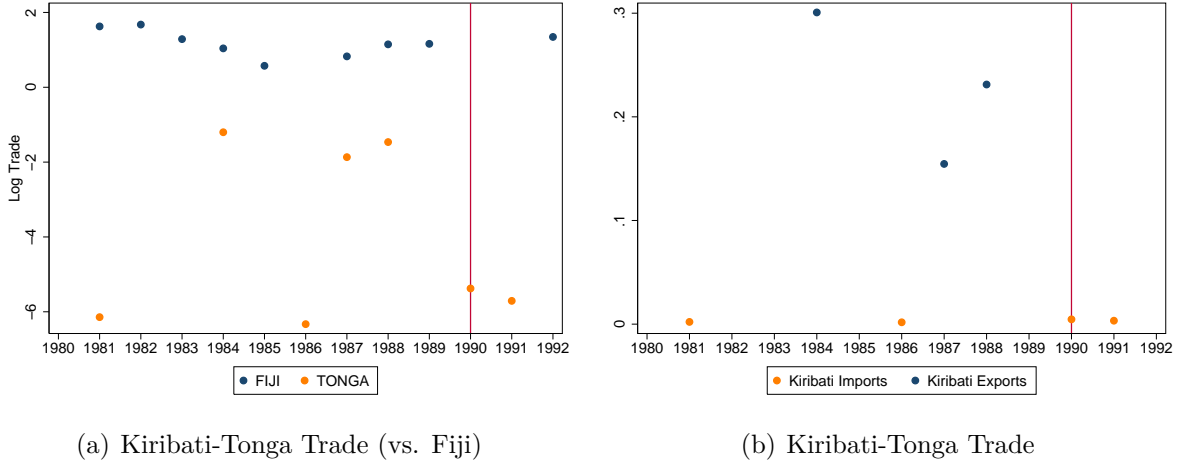 Log Trade
2
0
−2
−4
−6
1980 1981 1982 1983 1984 1985 1986 1987 1988 1989 1990 1991 1992
FIJI TONGA
(a) Kiribati-Tonga Trade (vs. Fiji)
.3
.2
.1
0
1980 1981 1982 1983 1984 1985 1986 1987 1988 1989 1990 1991 1992
Kiribati Imports Kiribati Exports
(b) Kiribati-Tonga Trade